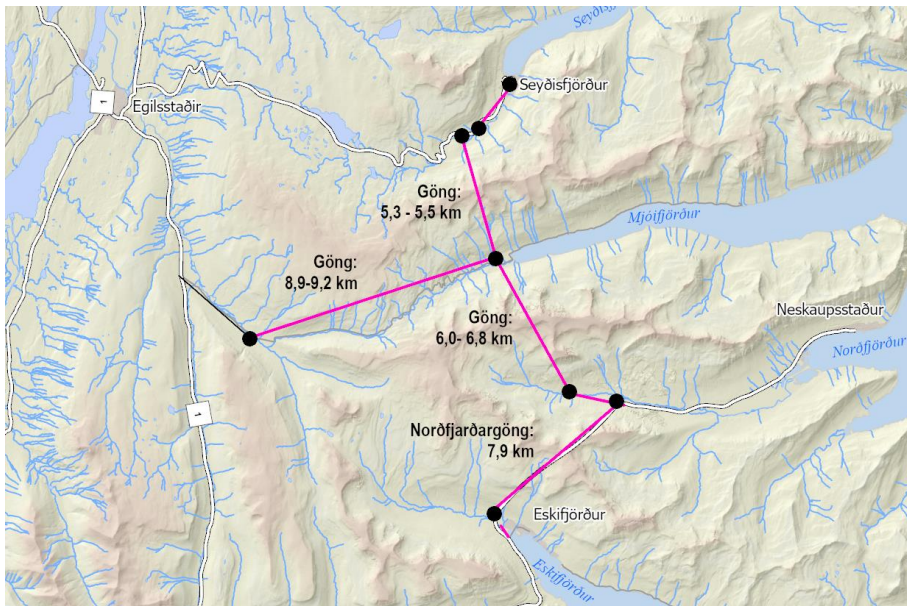 Seyðisf
Seyðisfjörður
Egilsstaðir
1
Göng:
5,3 - 5,5 km
Mjóifjörður
Göng:
8,9-9,2 km
Göng:
6,0- 6,8 km
Neskaupsstaður
Norðfjörður
1
Norðfjarðargöng:
7,9 km
Eskifjörður
Eskifjörður